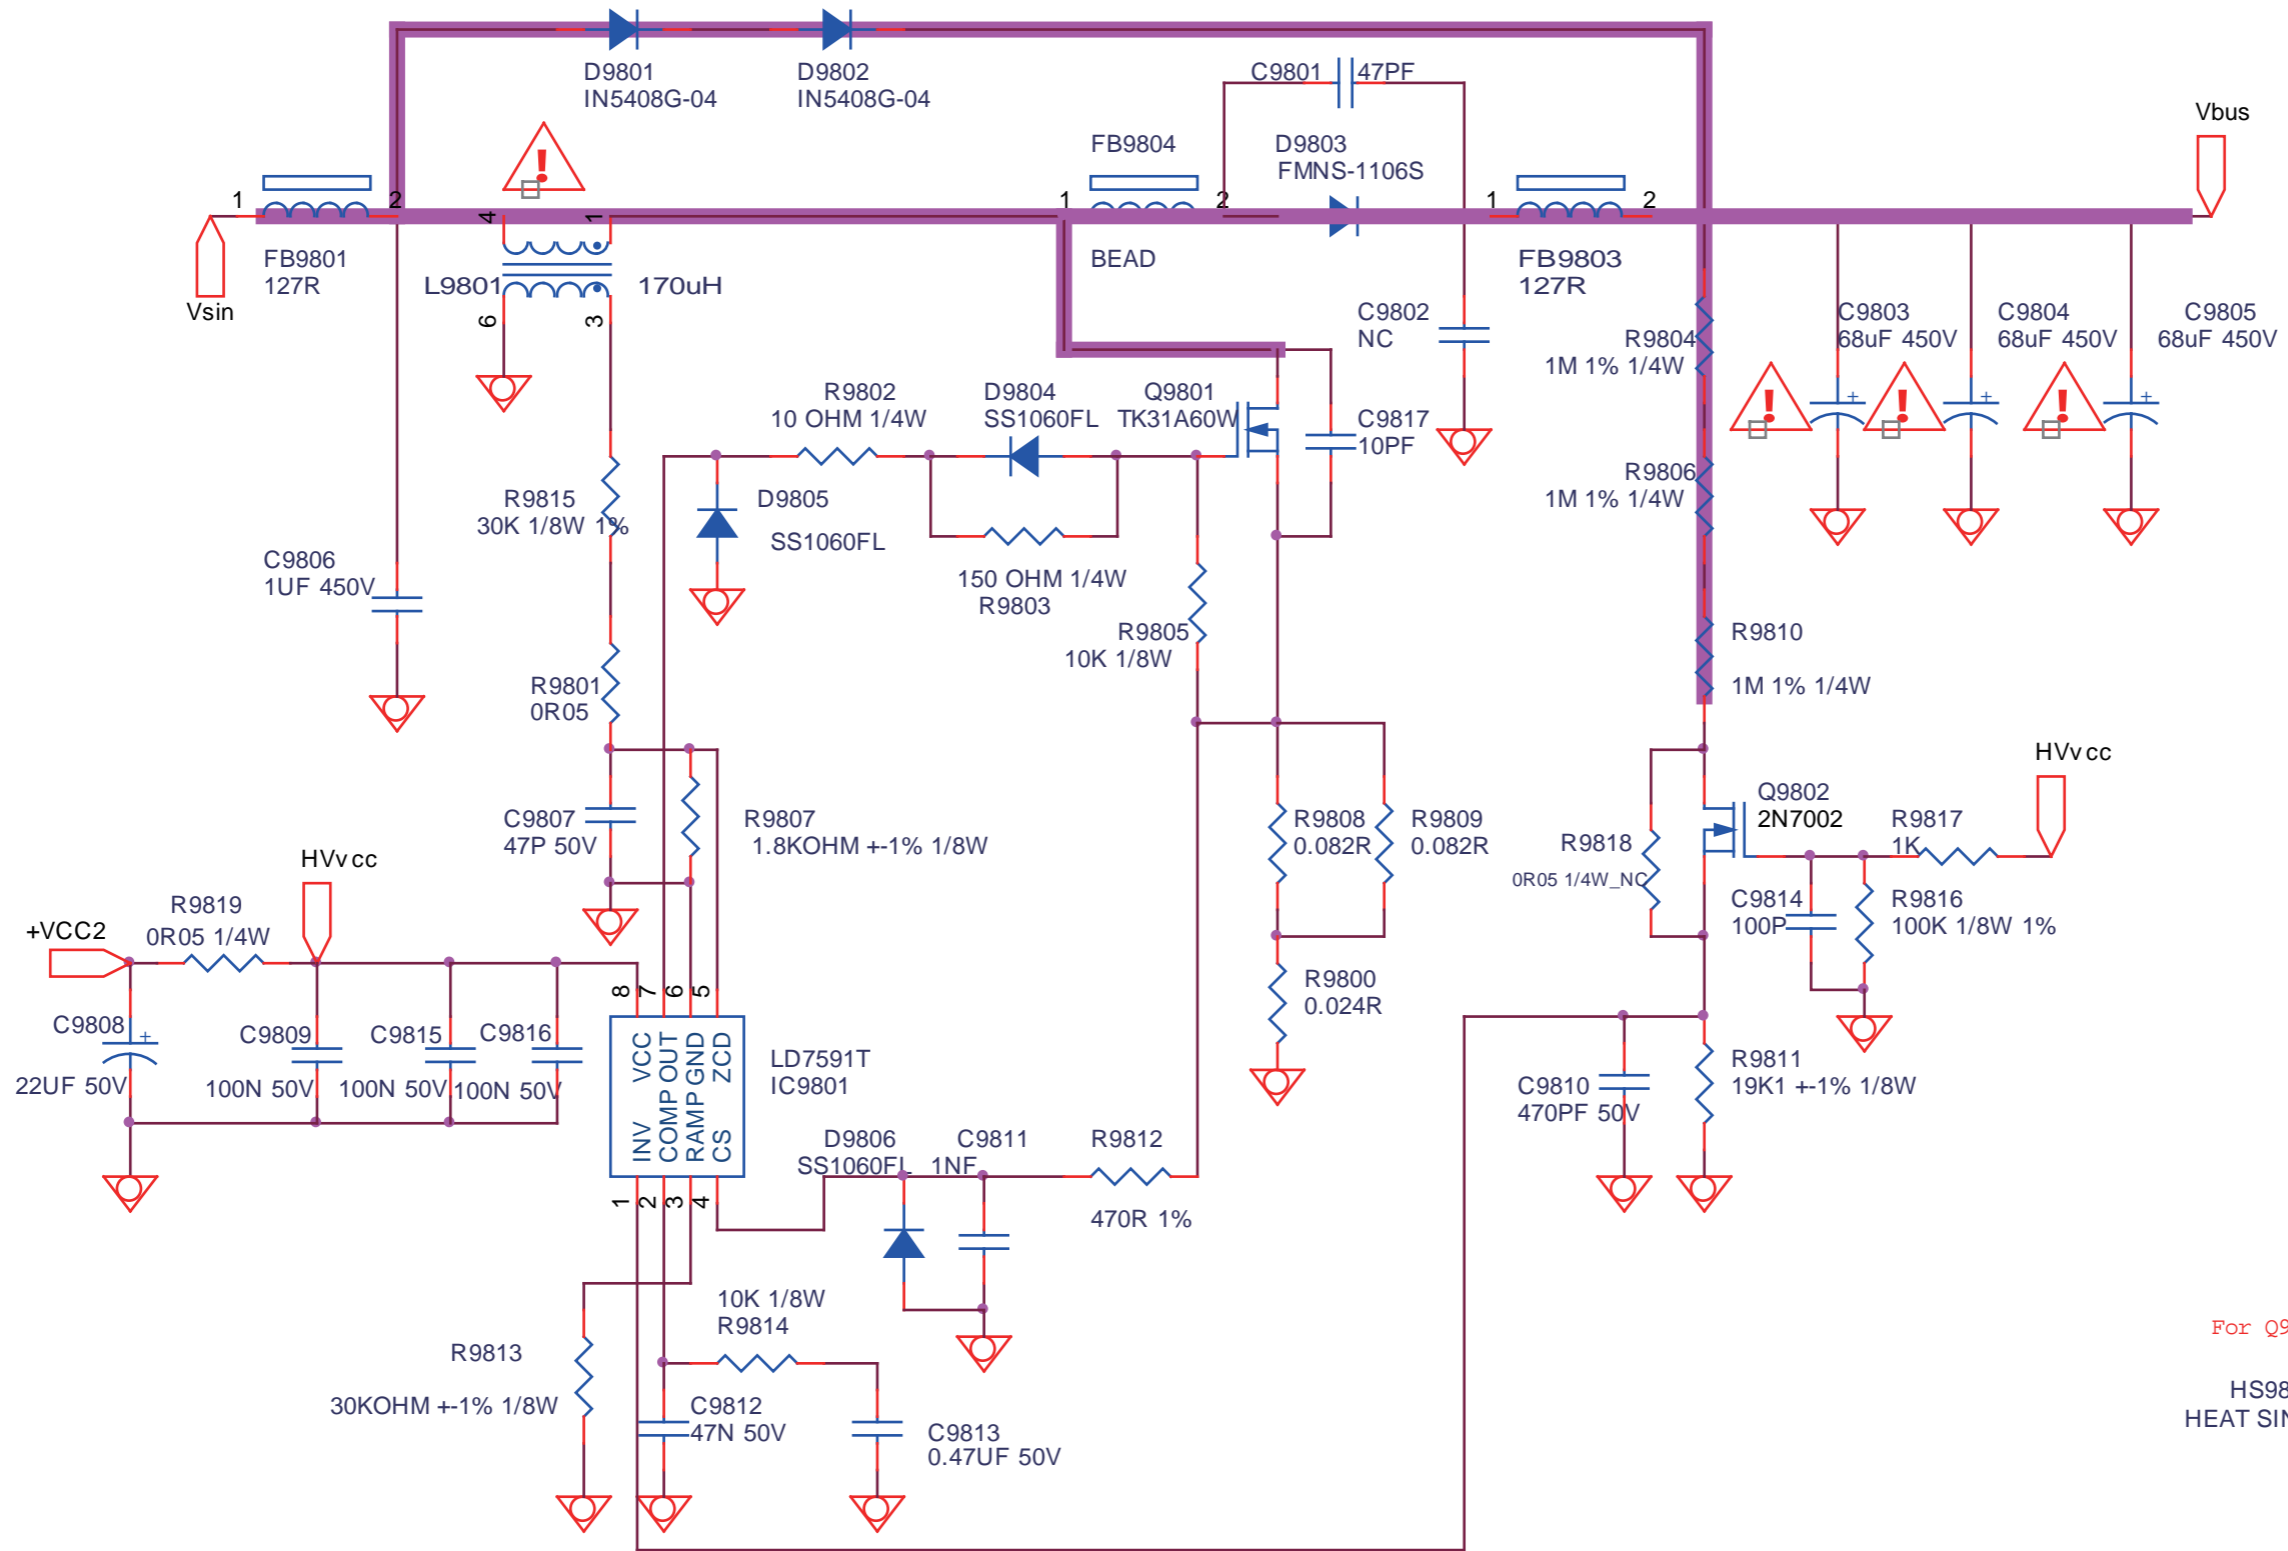 D9801
IN5408G-04
D9802
IN5408G-04
C9801
47PF
Vbus
FB9804
D9803
FMNS-1106S
1
2
4
1
1
2
1
2
FB9801
127R
BEAD
FB9803
127R
L9801
170uH
Vsin
6
3
C9802
NC
C9803
68uF 450V
C9804
68uF 450V
C9805
68uF 450V
R9804
1M 1% 1/4W
R9802
10 OHM 1/4W
D9804
SS1060FL
Q9801
TK31A60W
C9817
10PF
+
+
+
R9815
30K 1/8W 1%
D9805
SS1060FL
R9806
1M 1% 1/4W
C9806
1UF 450V
150 OHM 1/4W
R9803
R9805
10K 1/8W
R9810
1M 1% 1/4W
R9801
0R05
HVvcc
C9807
47P 50V
R9807
1.8KOHM +-1% 1/8W
R9808
0.082R
R9809
0.082R
Q9802
2N7002
R9817
1K
R9818
0R05 1/4W_NC
HVvcc
R9819
0R05 1/4W
+VCC2
C9814
100P
R9816
100K 1/8W 1%
R9800
0.024R
8
7
6
5
C9808
+
22UF 50V
C9809
100N 50V
C9815
100N 50V
C9816
100N 50V
INV VCC
COMP OUT
RAMP GND
CS ZCD
LD7591T
IC9801
C9810
470PF 50V
R9811
19K1 +-1% 1/8W
D9806
SS1060FL
C9811
1NF
R9812
470R 1%
1
2
3
4
10K 1/8W
R9814
R9813
30KOHM +-1% 1/8W
C9812
47N 50V
C9813
0.47UF 50V
For Q9
HS98
HEAT SIN